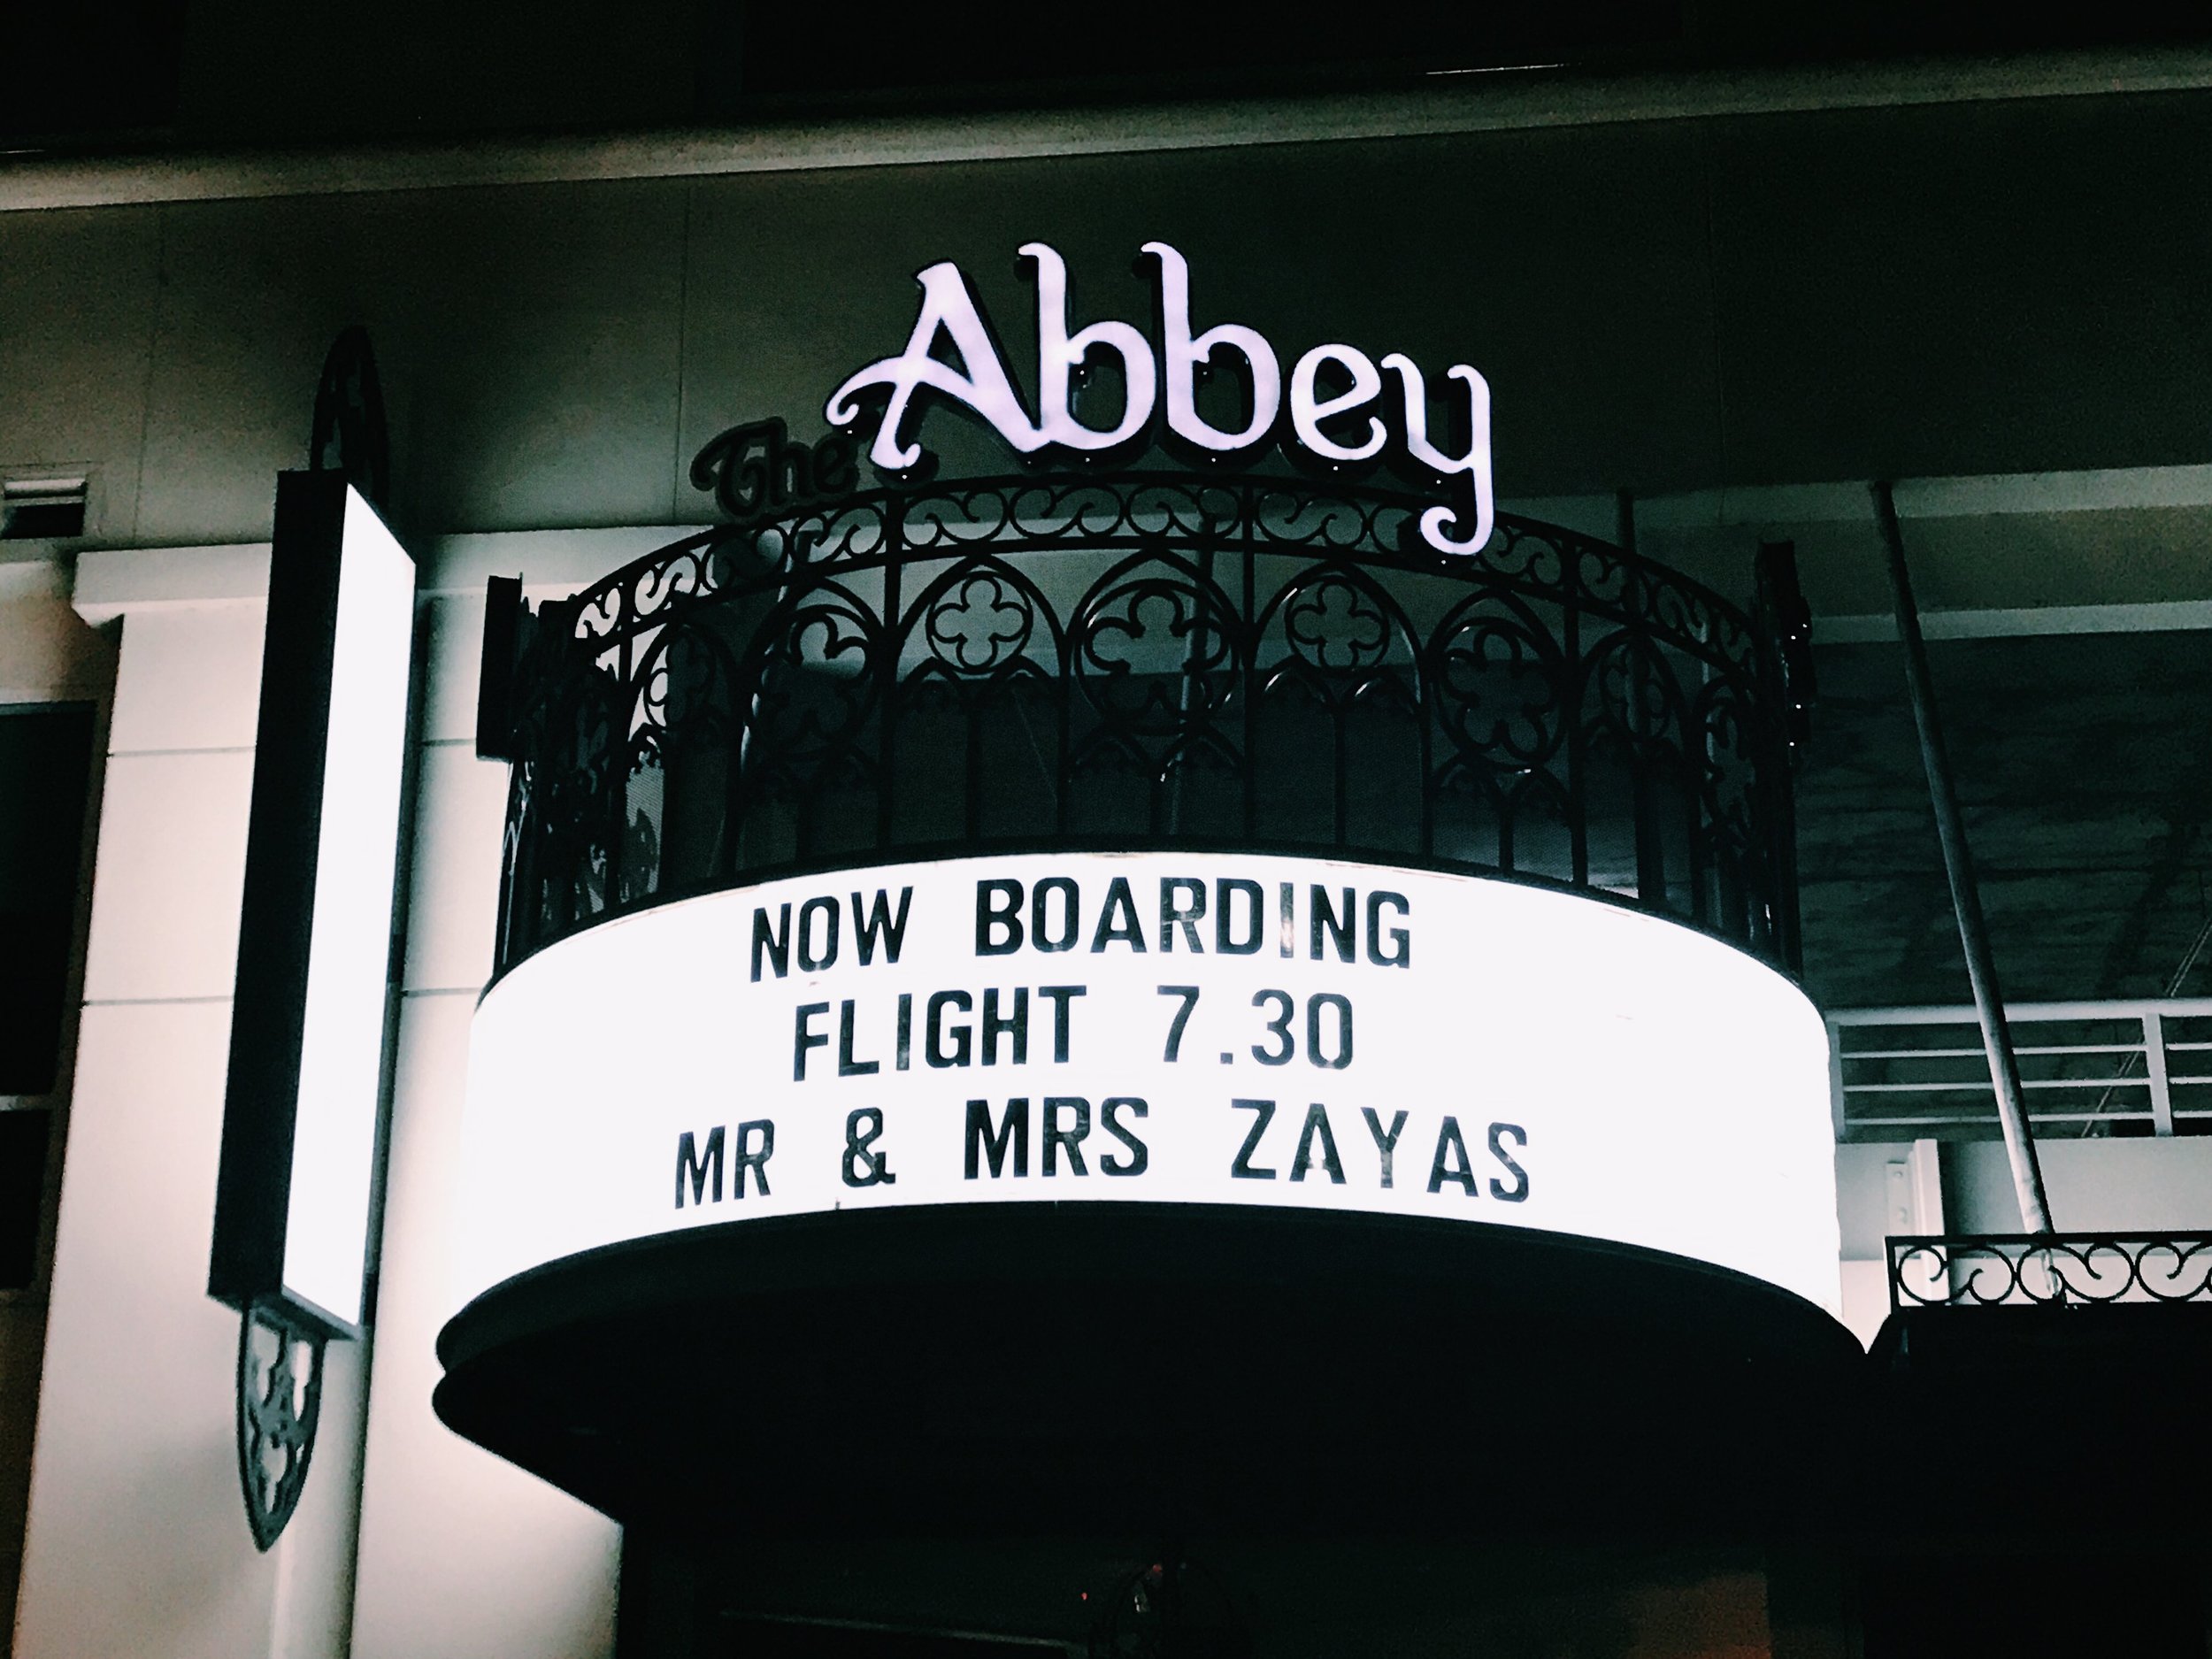 The Abbey
NOW BOARDING
FLIGHT 7.30
MR & MRS ZAYAS